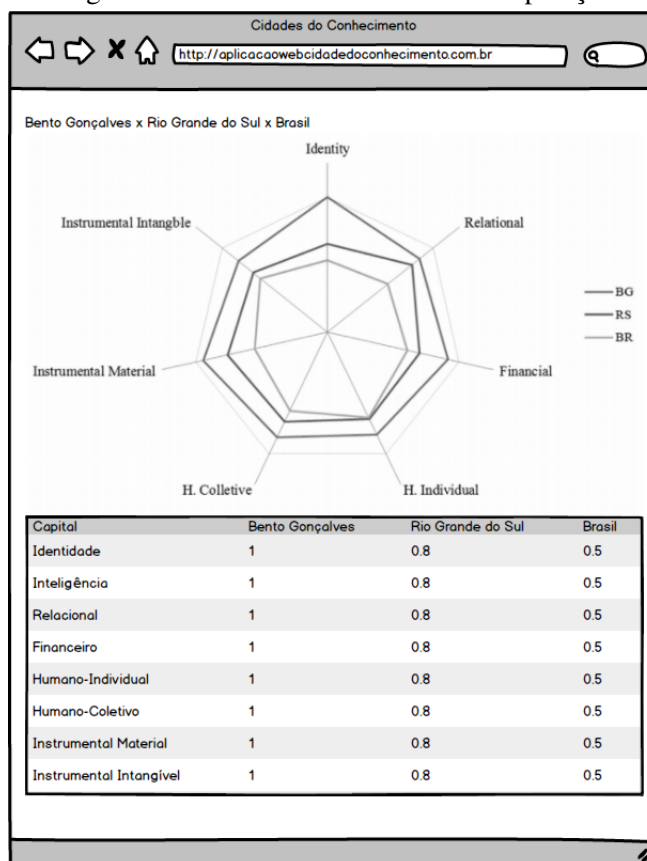 Cidades do Conhecimento
http://aplicacaowebcidadedoconhecimento.com.br
Bento Gonçalves x Rio Grande do Sul x Brasil
Identity
Instrumental Intangble
Relational
BG
RS
BR
Instrumental Material
Financial
H. Colletive
H. Individual
Capital Bento Gonçalves Rio Grande do Sul Brasil
Identidade 1 0.8 0.5
Inteligência 1 0.8 0.5
Relacional 1 0.8 0.5
Financeiro 1 0.8 0.5
Humano-Individual 1 0.8 0.5
Humano-Coletivo 1 0.8 0.5
Instrumental Material 1 0.8 0.5
Instrumental Intangível 1 0.8 0.5